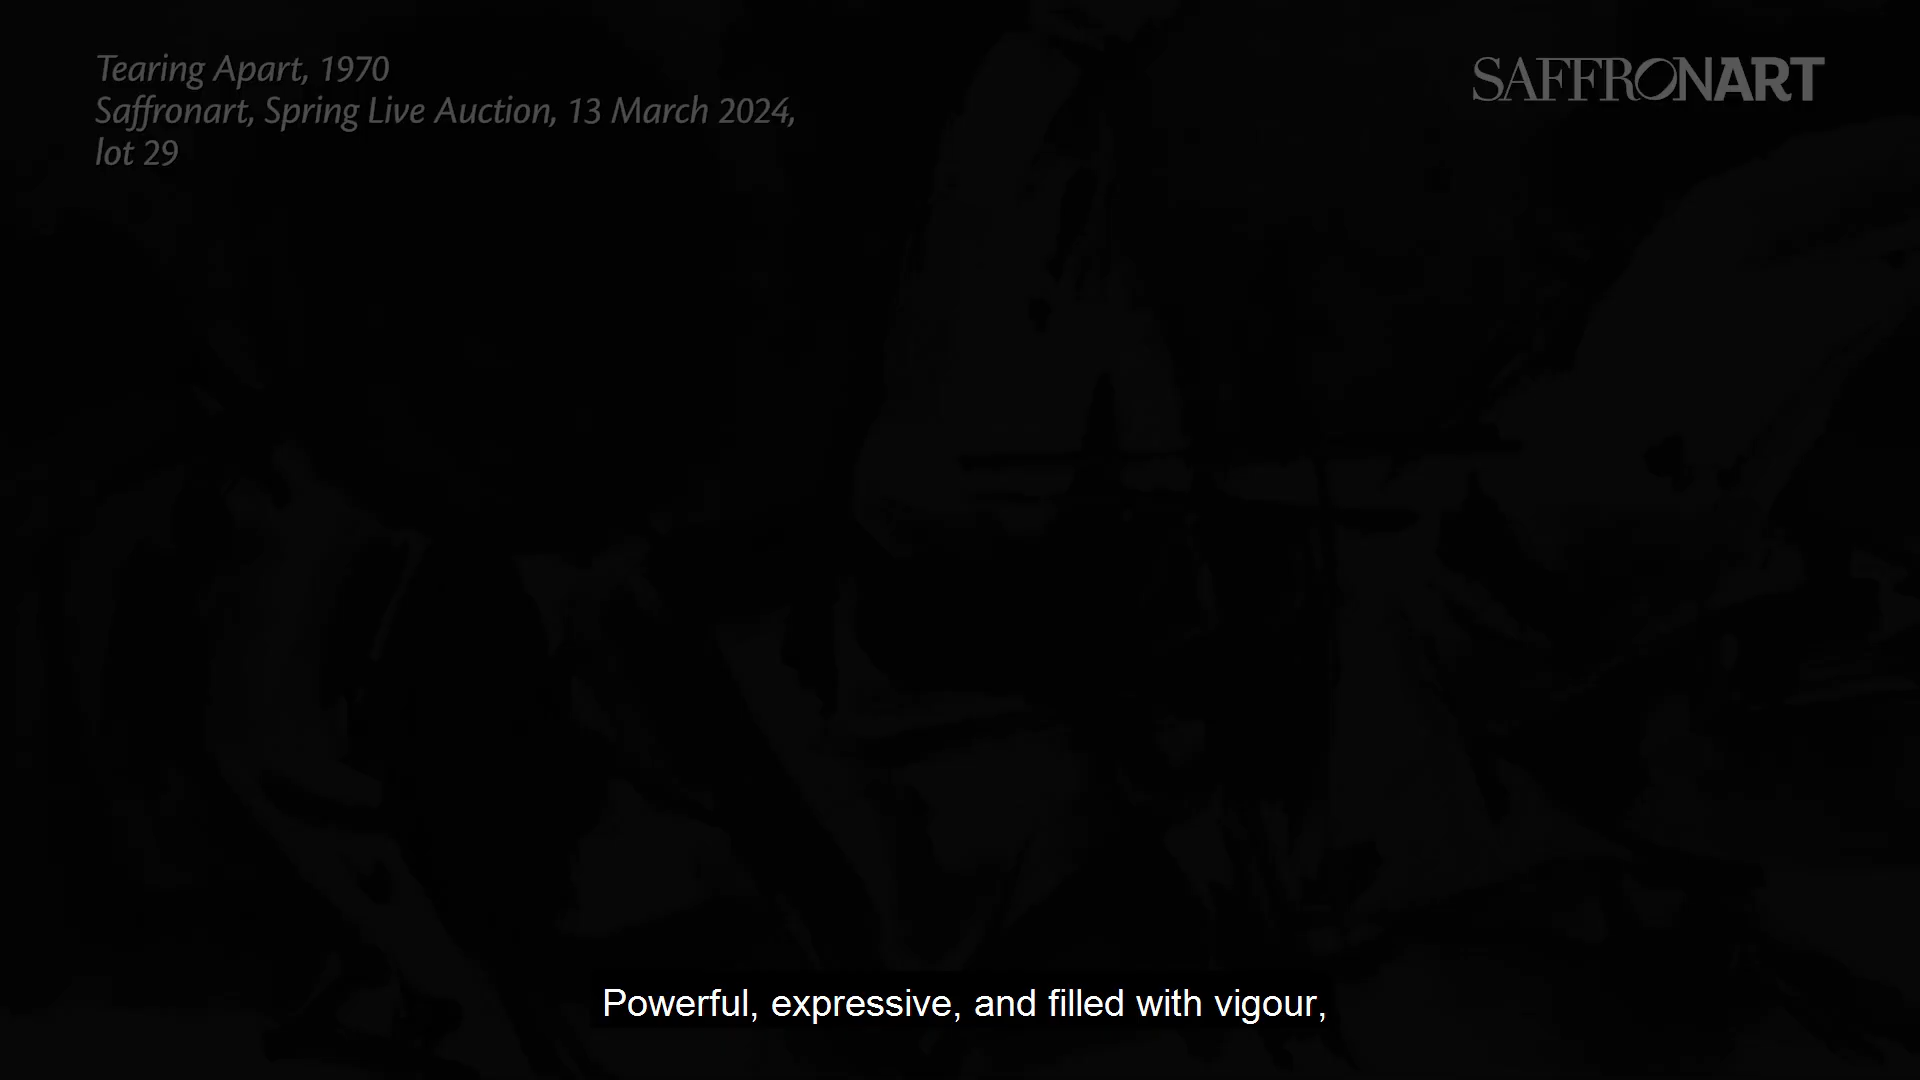 Tearing Apart, 1970
SAFFRONART
Saffronart, Spring Live Auction, 13 March 2024,
lot 29
Powerful, expressive, and filled with vigour,